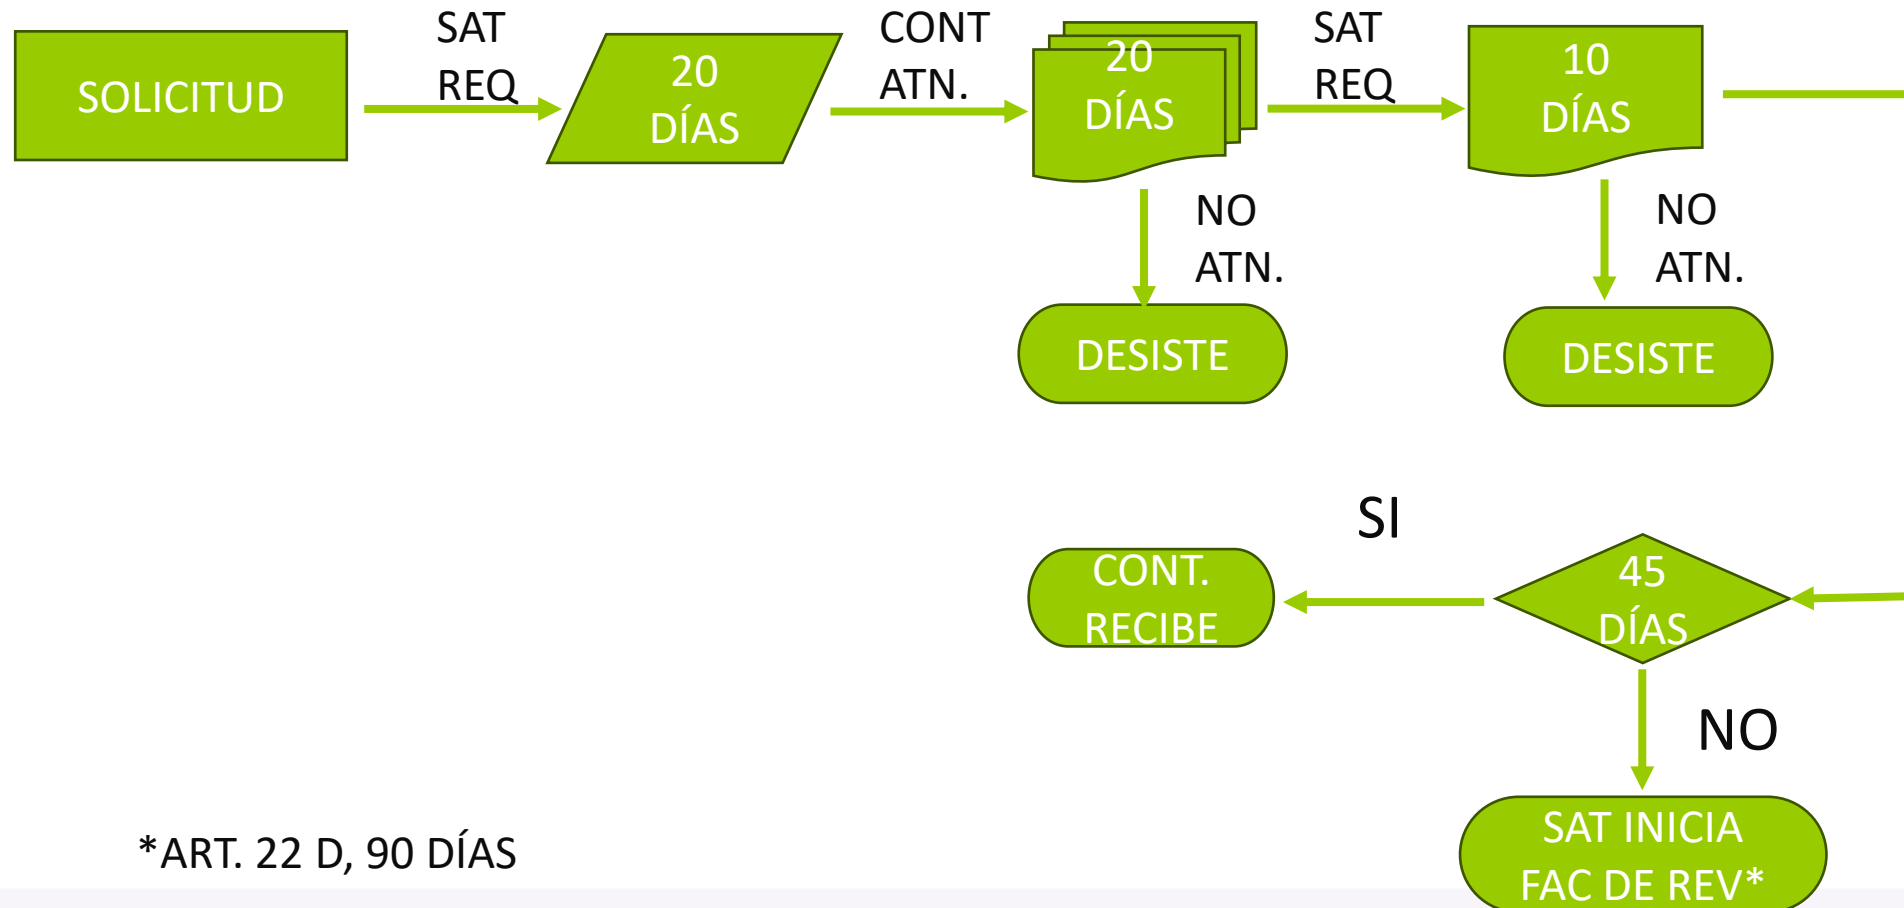 SOLICITUD
SAT
REQ
20
DÍAS
CONT
ATN.
20
DÍAS
SAT
REQ
10
DÍAS
NO
ATN.
NO
ATN.
DESISTE
DESISTE
SI
CONT.
RECIBE
45
DÍAS
NO
SAT INICIA
FAC DE REV*
*ART. 22 D, 90 DÍAS